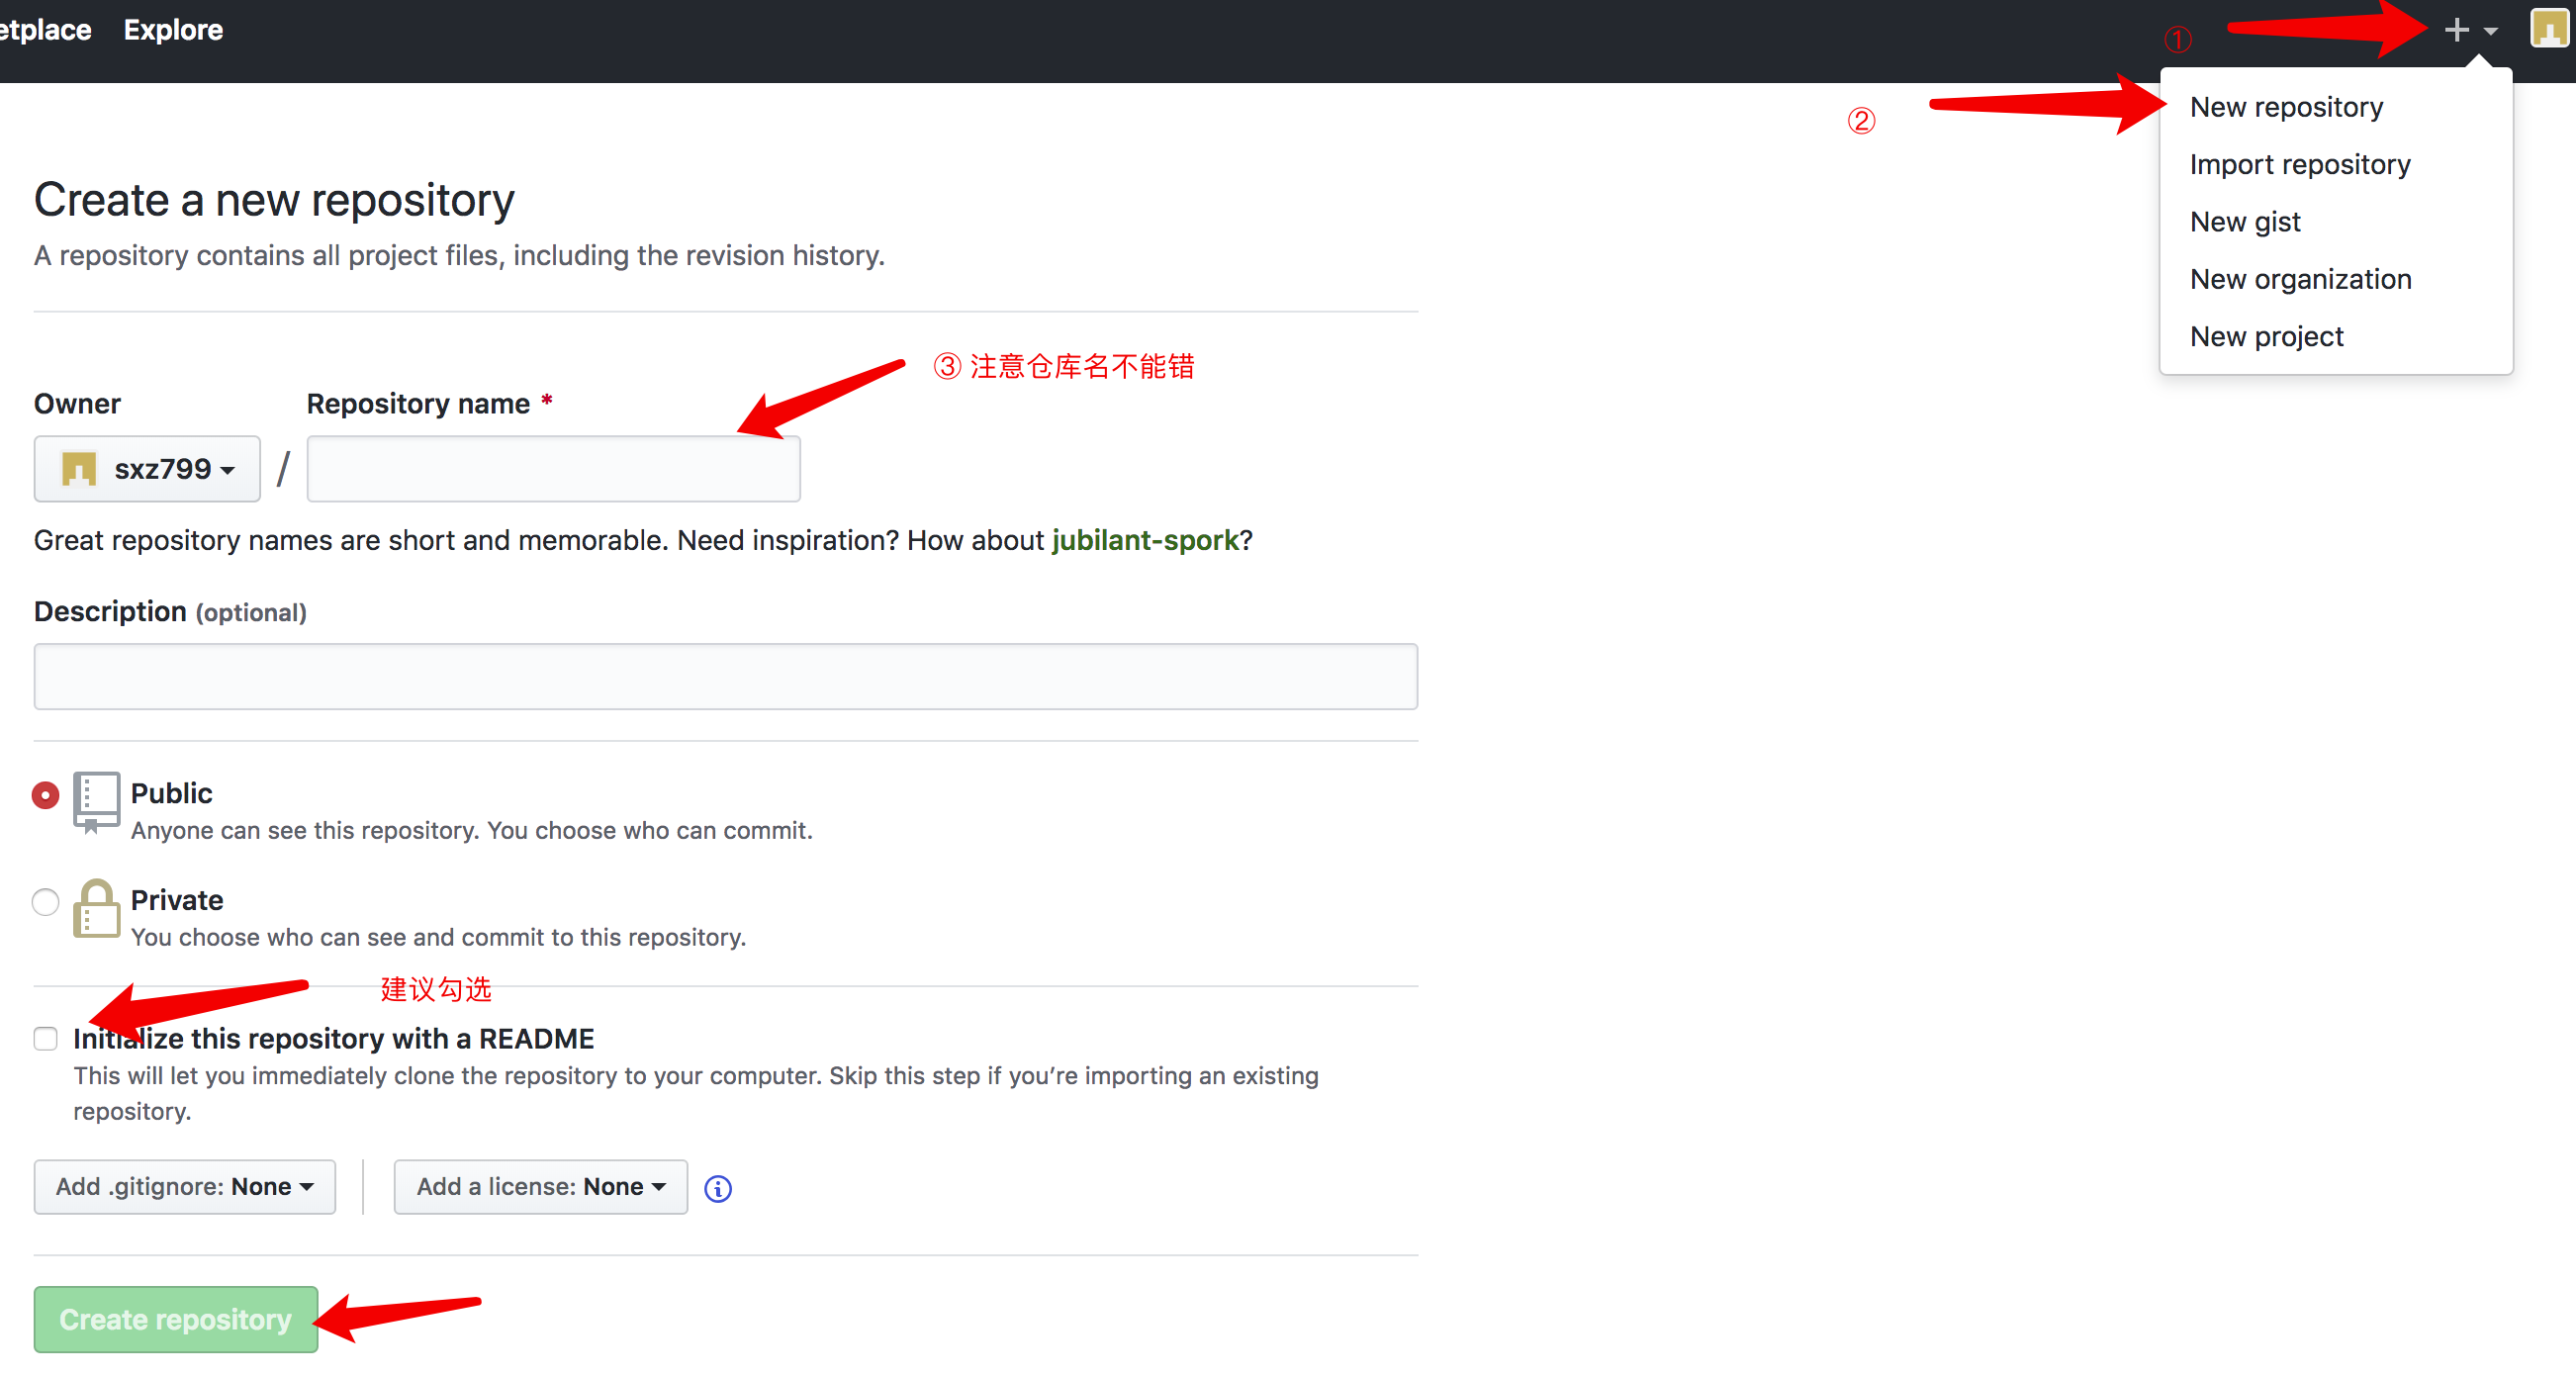 etplace Explore
①
②
New repository
Import repository
New gist
New organization
New project
Create a new repository
A repository contains all project files, including the revision history.
③ 注意仓库名不能错
Owner Repository name *
sxz799 /
Great repository names are short and memorable. Need inspiration? How about jubilant-spork?
Description (optional)
Public
Anyone can see this repository. You choose who can commit.
Private
You choose who can see and commit to this repository.
建议勾选
Initialize this repository with a README
This will let you immediately clone the repository to your computer. Skip this step if you’re importing an existing
repository.
Add .gitignore: None Add a license: None
Create repository